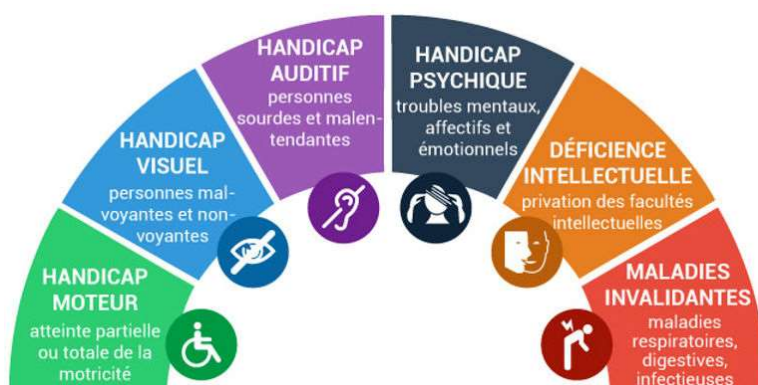 HANDICAP
MOTEUR
atteinte partielle
ou totale de la
motricité
HANDICAP
VISUEL
personnes mal-
voyantes et non-
voyantes
HANDICAP
AUDITIF
personnes
sourdes et malen-
tendantes
HANDICAP
PSYCHIQUE
troubles mentaux,
affectifs et
émotionnels
DÉFICIENCE
INTELLECTUELLE
privation des facultés
intellectuelles
MALADIES
INVALIDANTES
maladies
respiratoires,
digestives,
infectieuses